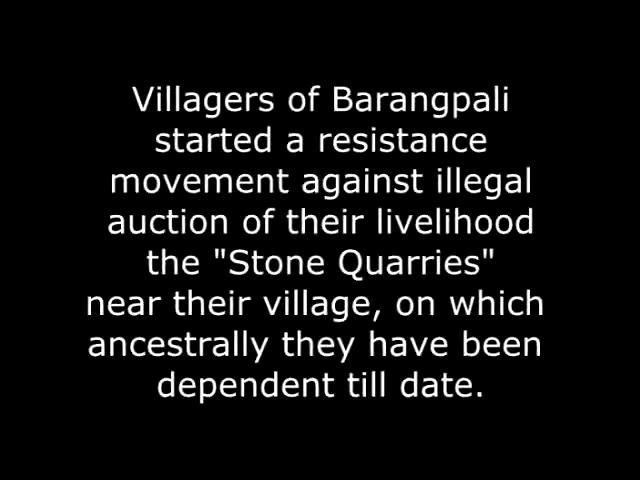 Villagers of Barangpali
started a resistance
movement against illegal
auction of their livelihood
the "Stone Quarries"
near their village, on which
ancestrally they have been
dependent till date.